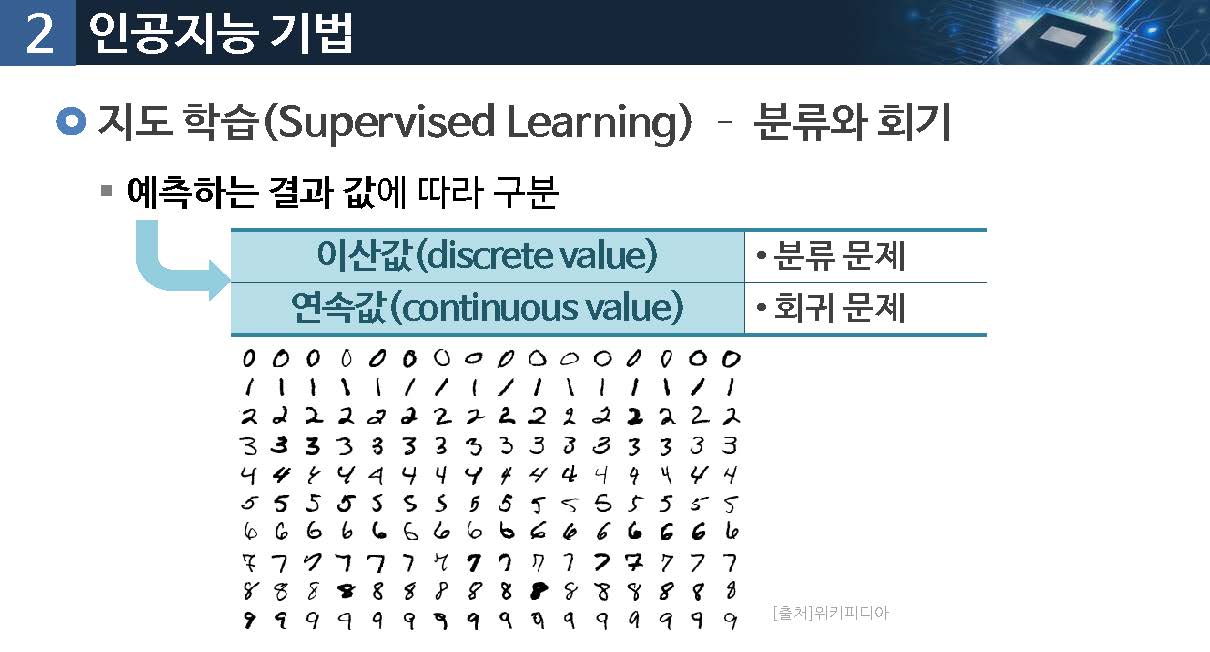 2 인공지능 기법
지도 학습(Supervised Learning) - 분류와 회기
▪ 예측하는 결과 값에 따라 구분
이산값(discrete value) • 분류 문제
연속값(continuous value) • 회귀 문제
0 0 0 0 0 0 0 0 0 0 0 0 0 0 0 0
1 1 1 1 1 1 1 1 1 1 1 1 1 1 1 1
2 2 2 2 2 2 2 2 2 2 2 2 2 2 2 2
3 3 3 3 3 3 3 3 3 3 3 3 3 3 3 3
4 4 4 4 4 4 4 4 4 4 4 4 4 4 4 4
5 5 5 5 5 5 5 5 5 5 5 5 5 5 5 5
6 6 6 6 6 6 6 6 6 6 6 6 6 6 6 6
7 7 7 7 7 7 7 7 7 7 7 7 7 7 7 7
8 8 8 8 8 8 8 8 8 8 8 8 8 8 8 8
9 9 9 9 9 9 9 9 9 9 9 9 9 9 9 9
[출처]위키피디아